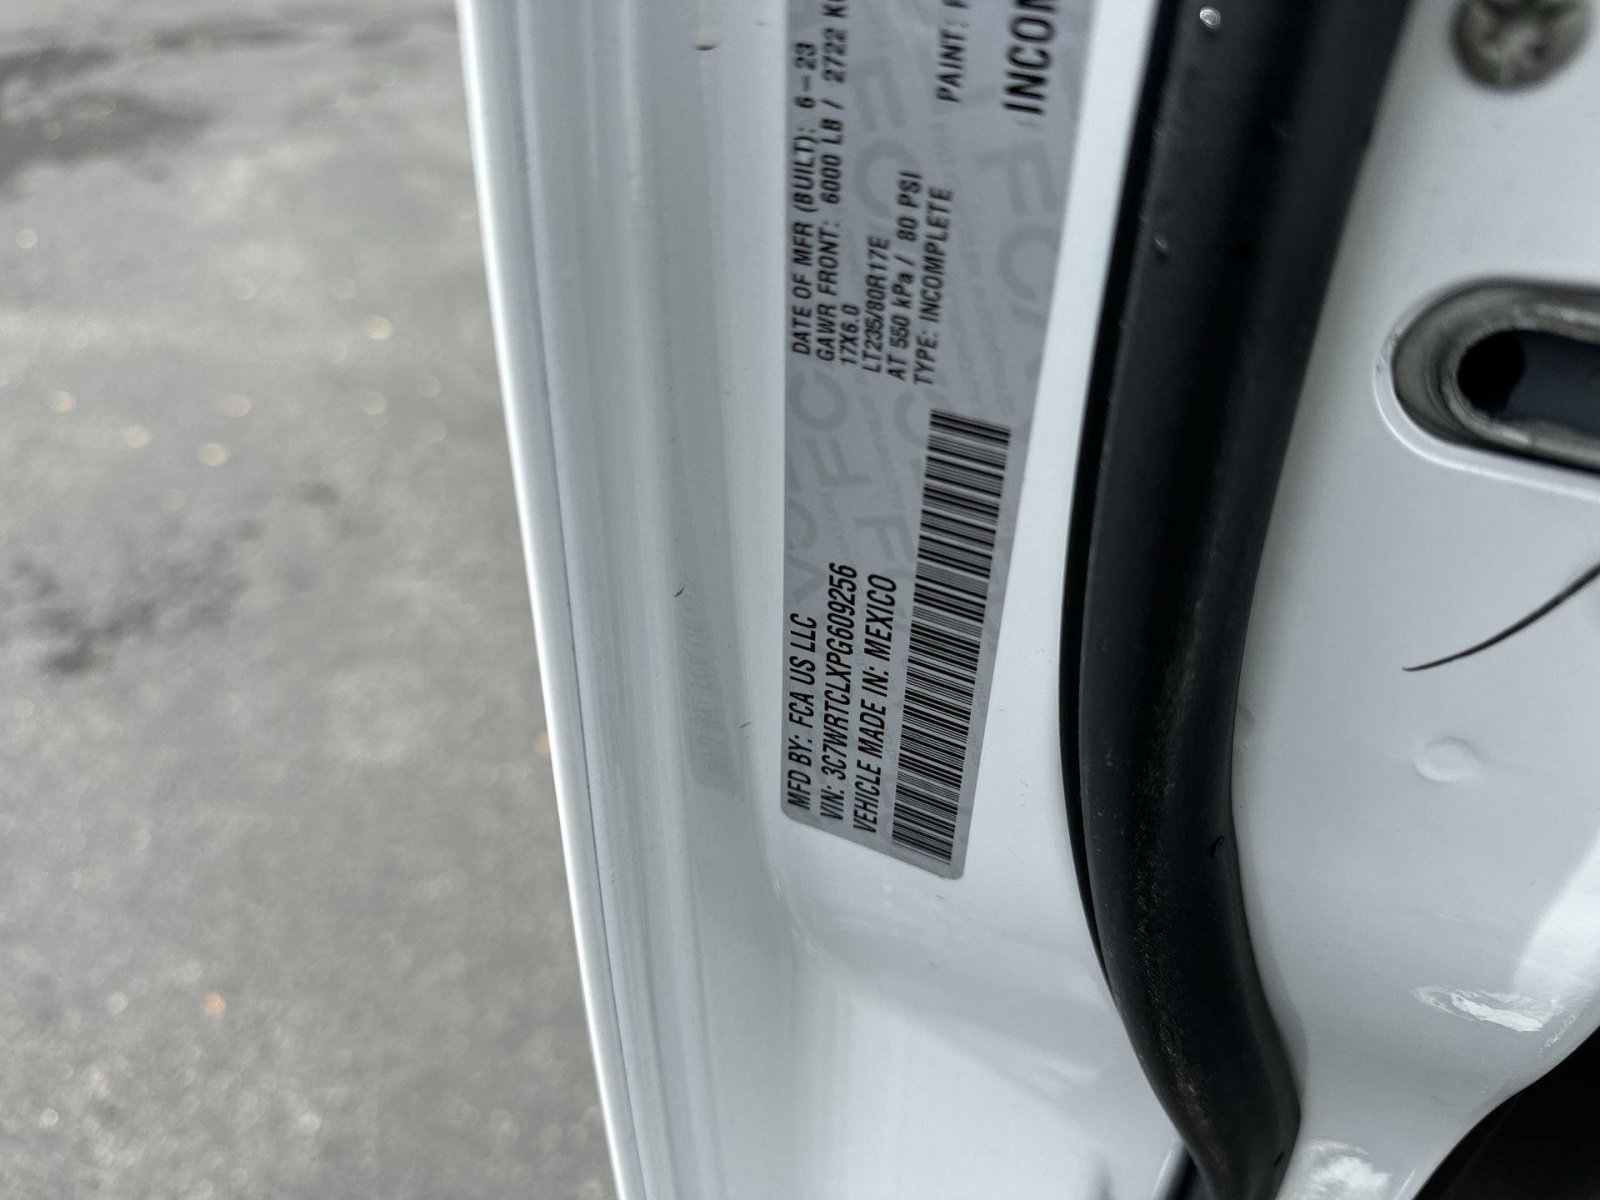 MFD BY: FCA US LLC
DATE OF MFR (BUILT): 6-23
GAWR FRONT: 6000 LB / 2722
17X6.0
LT235/80R17E
AT 550 kPa / 80 PSI
TYPE: INCOMPLETE
PAINT:
VIN: 3C7WRTCLXPG609256
VEHICLE MADE IN: MEXICO